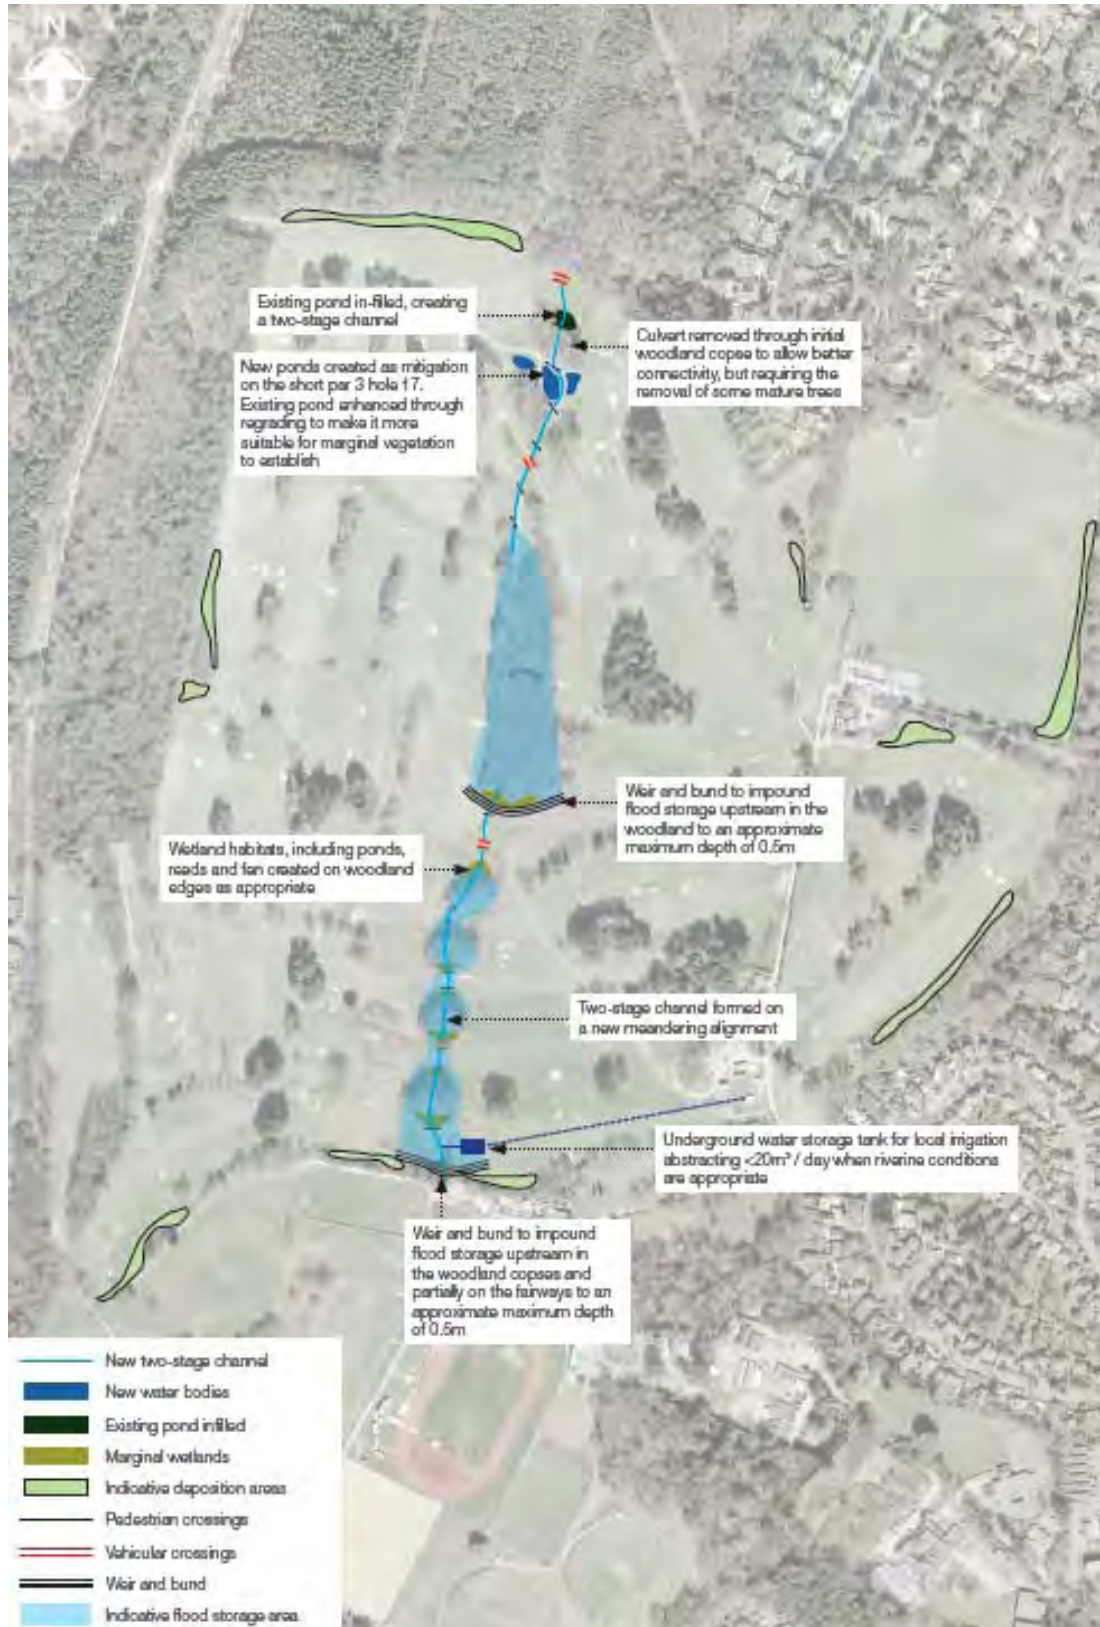 N
Existing pond in-filled, creating
a two-stage channel
Culvert removed through initial
woodland copse to allow better
connectivity, but requiring the
removal of some mature trees
New ponds created as mitigation
on the short par 3 hole 17.
Existing pond enhanced through
regrading to make it more
suitable for marginal vegetation
to establish
Weir and bund to impound
flood storage upstream in the
woodland to an approximate
maximum depth of 0.5m
Wetland habitats, including ponds,
reeds and fen created on woodland
edges as appropriate
Two-stage channel formed on
a new meandering alignment
Underground water storage tank for local irrigation
abstracting <20m³ / day when riverine conditions
are appropriate
Weir and bund to impound
flood storage upstream in
the woodland copses and
partially on the fairways to an
approximate maximum depth
of 0.5m
New two-stage channel
New water bodies
Existing pond infilled
Marginal wetlands
Indicative deposition areas
Pedestrian crossings
Vehicular crossings
Weir and bund
Indicative flood storage area